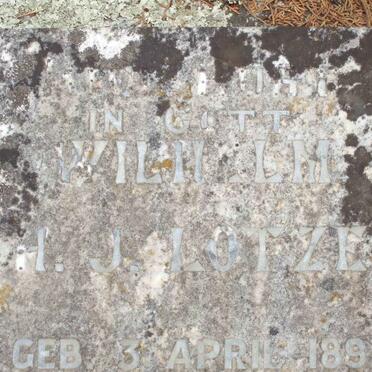 IN GOTT
WILHELM
I. J. LOTZE
GEB. 3. APRIL 189